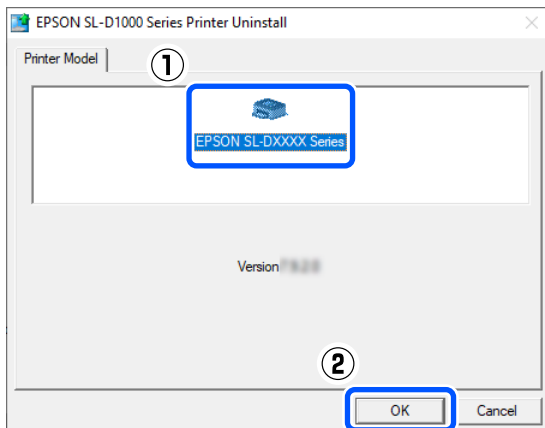 EPSON SL-D1000 Series Printer Uninstall
Printer Model
①
EPSON SL-DXXXX Series
Version
②
OK
Cancel